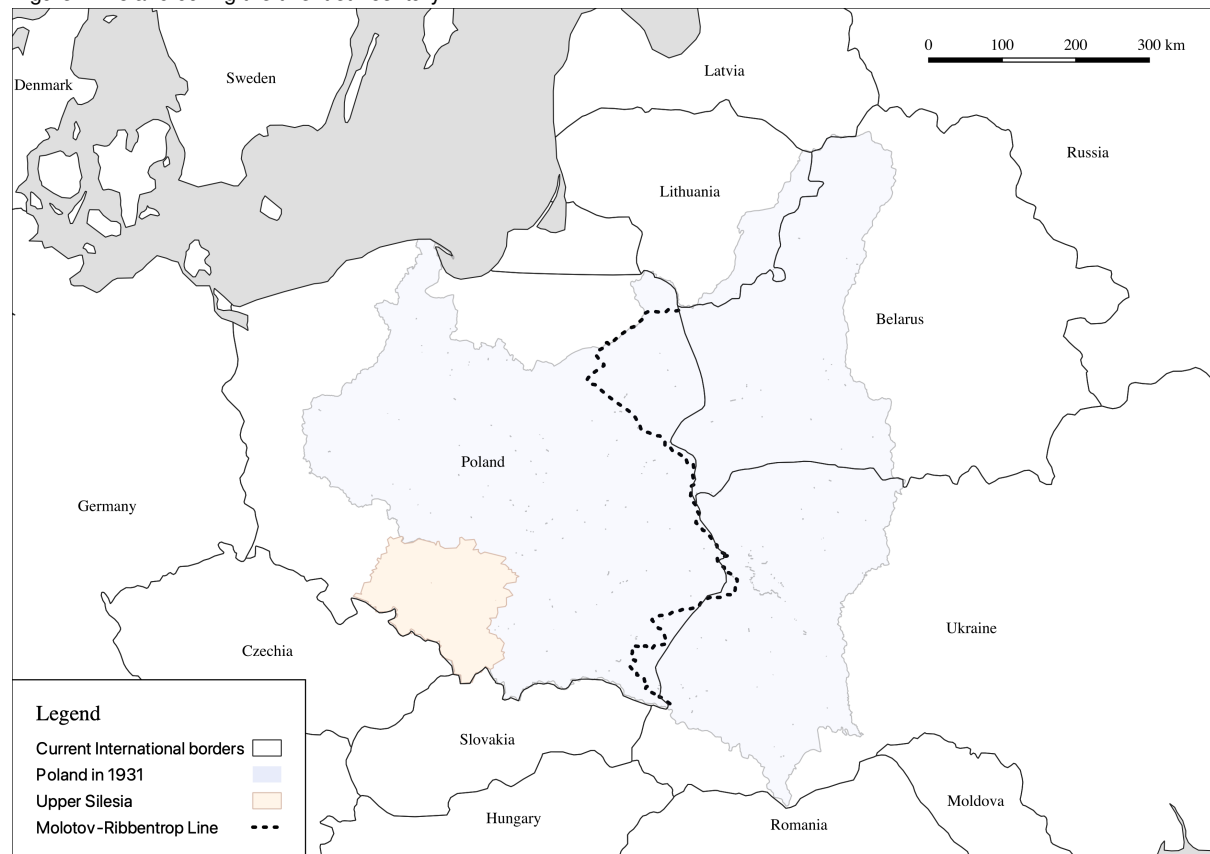 0 100 200 300 km
Denmark
Sweden
Latvia
Russia
Lithuania
Belarus
Poland
Germany
Ukraine
Czechia
Slovakia
Hungary
Romania
Moldova
Legend
Current International borders
Poland in 1931
Upper Silesia
Molotov-Ribbentrop Line